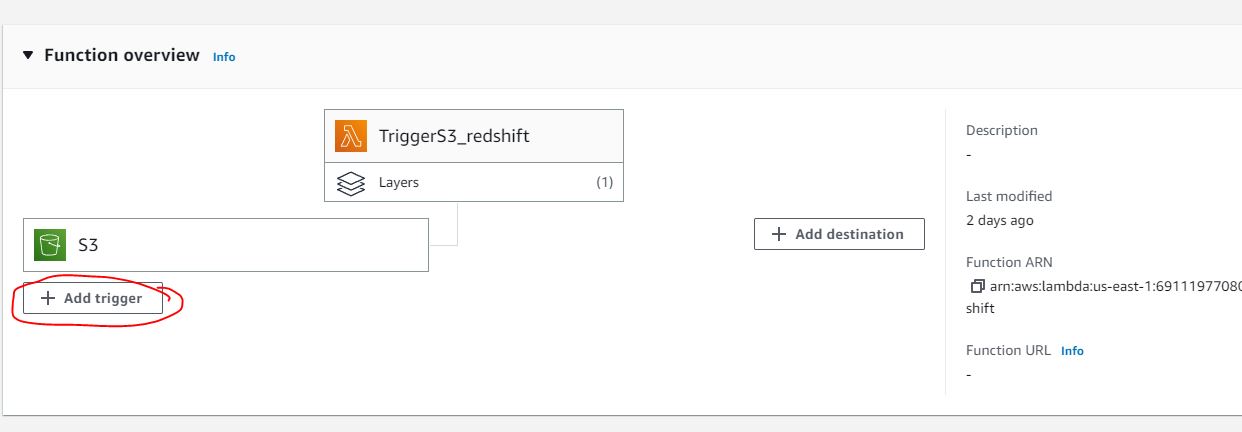 Function overview Info
TriggerS3_redshift
Layers (1)
S3
+ Add trigger
+ Add destination
Description
-
Last modified
2 days ago
Function ARN
arn:aws:lambda:us-east-1:69111977080
shift
Function URL Info
-